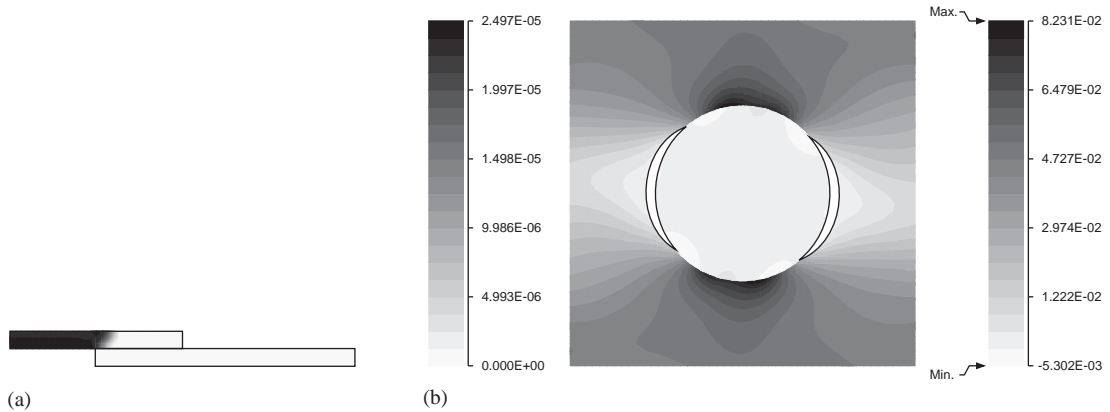 2.497E-05
1.997E-05
1.498E-05
9.986E-06
4.993E-06
0.000E+00
(a)
Max.
8.231E-02
6.479E-02
4.727E-02
2.974E-02
1.222E-02
-5.302E-03
Min.
(b)